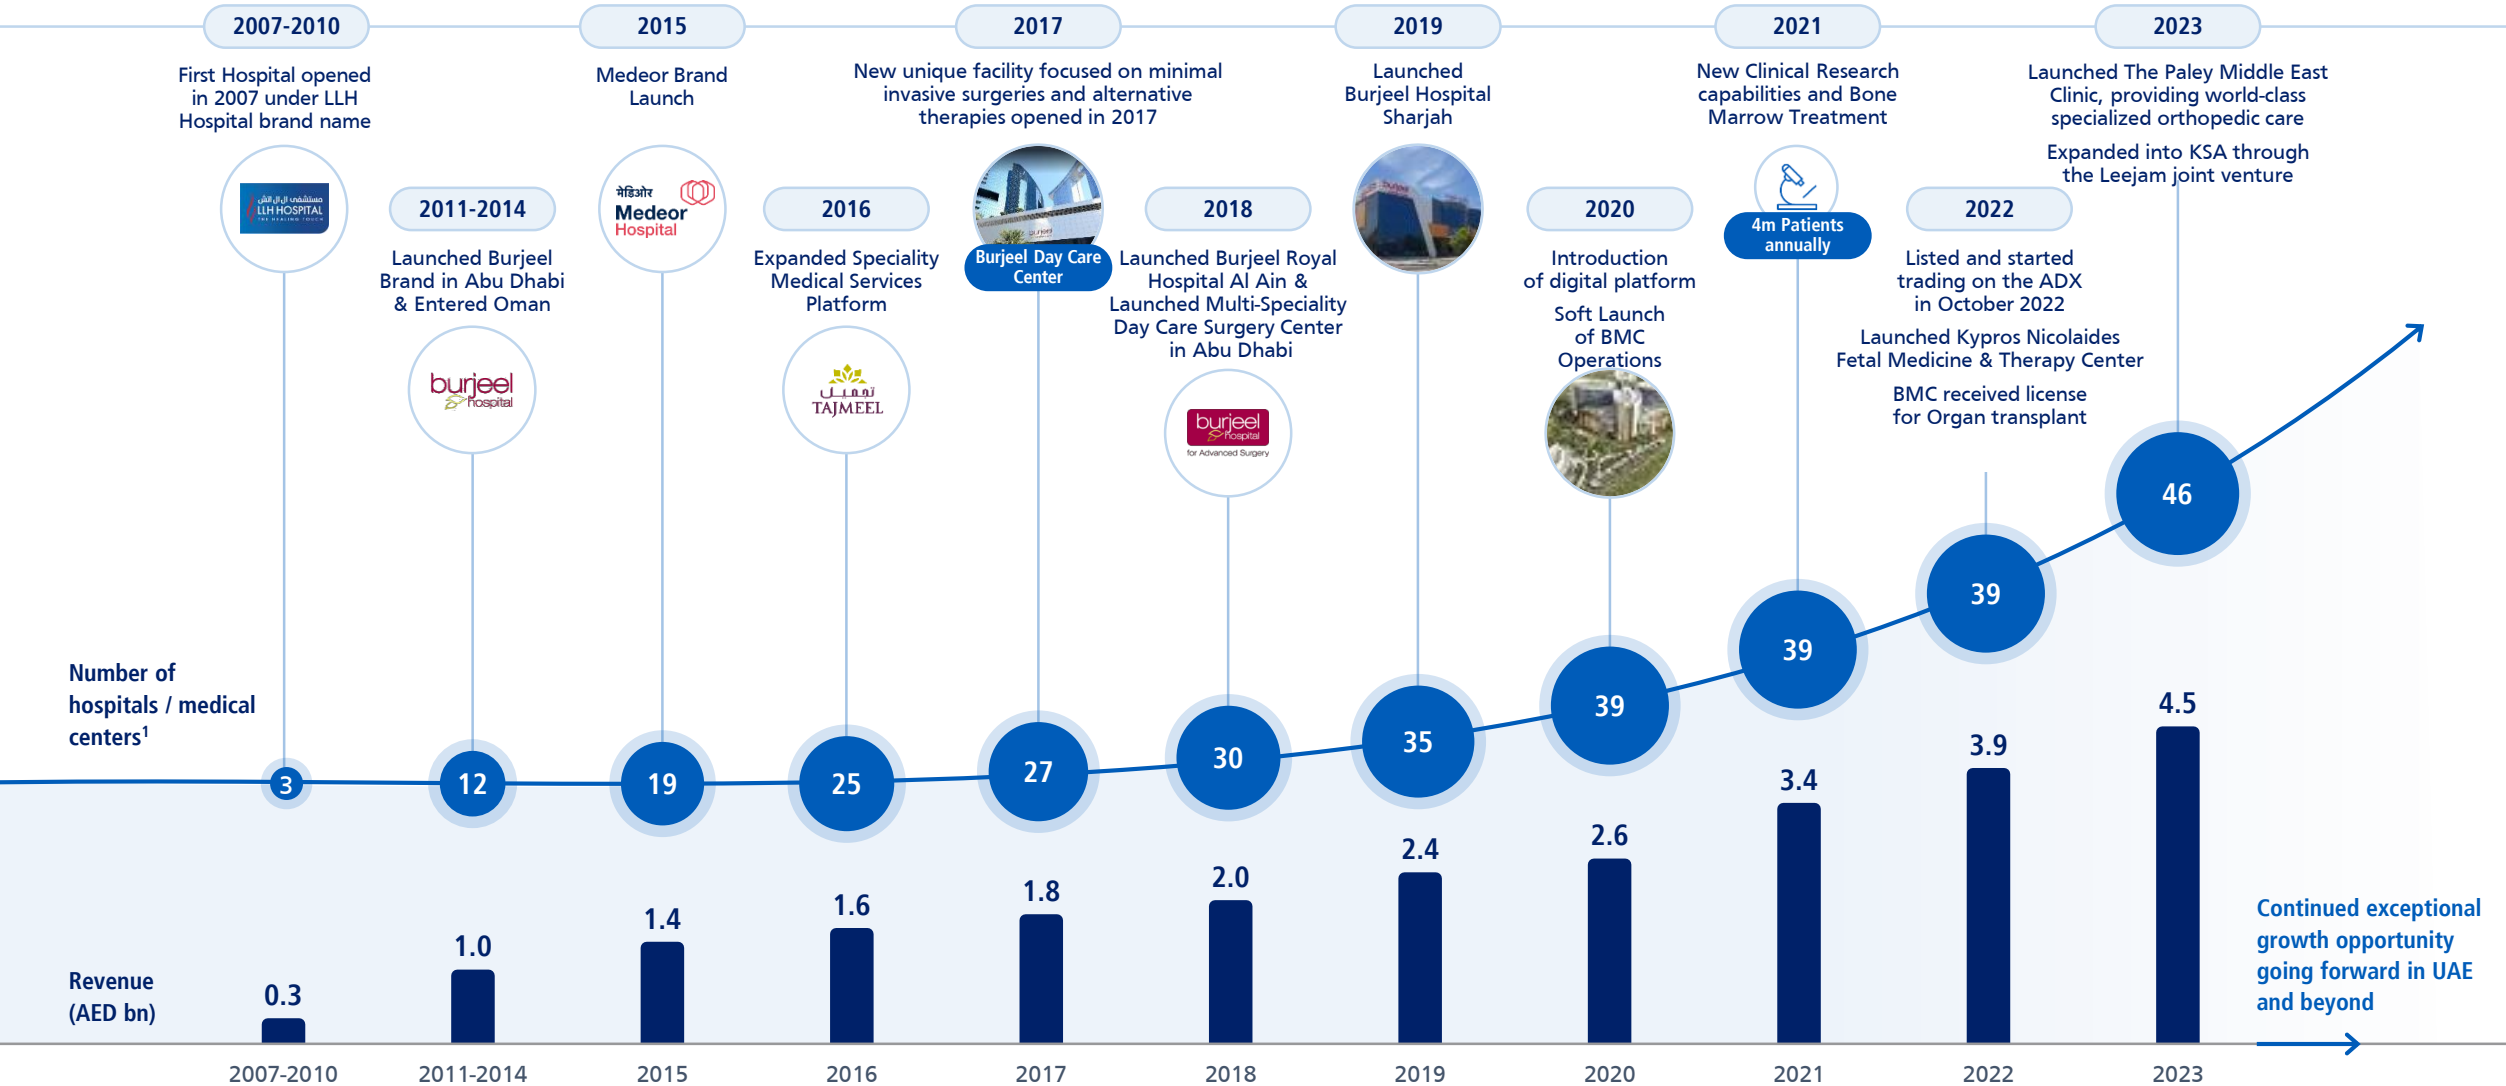 2007-2010
2015
2017
2019
2021
2023
First Hospital opened
in 2007 under LLH
Hospital brand name
Medeor Brand
Launch
New unique facility focused on minimal
invasive surgeries and alternative
therapies opened in 2017
Launched
Burjeel Hospital
Sharjah
New Clinical Research
capabilities and Bone
Marrow Treatment
Launched The Paley Middle East
Clinic, providing world-class
specialized orthopedic care
Expanded into KSA through
the Leejam joint venture
مستشفى ال ال اتش
LLH HOSPITAL
THE HEALING TOUCH
मेडिओर
Medeor
Hospital
burjeel
burjeel
Burjeel Day Care
Center
4m Patients
annually
2011-2014
2016
2018
2020
2022
Launched Burjeel
Brand in Abu Dhabi
& Entered Oman
Expanded Speciality
Medical Services
Platform
Launched Burjeel Royal
Hospital Al Ain &
Launched Multi-Speciality
Day Care Surgery Center
in Abu Dhabi
Introduction
of digital platform
Soft Launch
of BMC
Operations
Listed and started
trading on the ADX
in October 2022
Launched Kypros Nicolaides
Fetal Medicine & Therapy Center
BMC received license
for Organ transplant
burjeel
hospital
تجميل
TAJMEEL
burjeel
hospital
for Advanced Surgery
Number of
hospitals / medical
centers1
3
12
19
25
27
30
35
39
39
39
46
Revenue
(AED bn)
0.3
1.0
1.4
1.6
1.8
2.0
2.4
2.6
3.4
3.9
4.5
Continued exceptional
growth opportunity
going forward in UAE
and beyond
2007-2010
2011-2014
2015
2016
2017
2018
2019
2020
2021
2022
2023